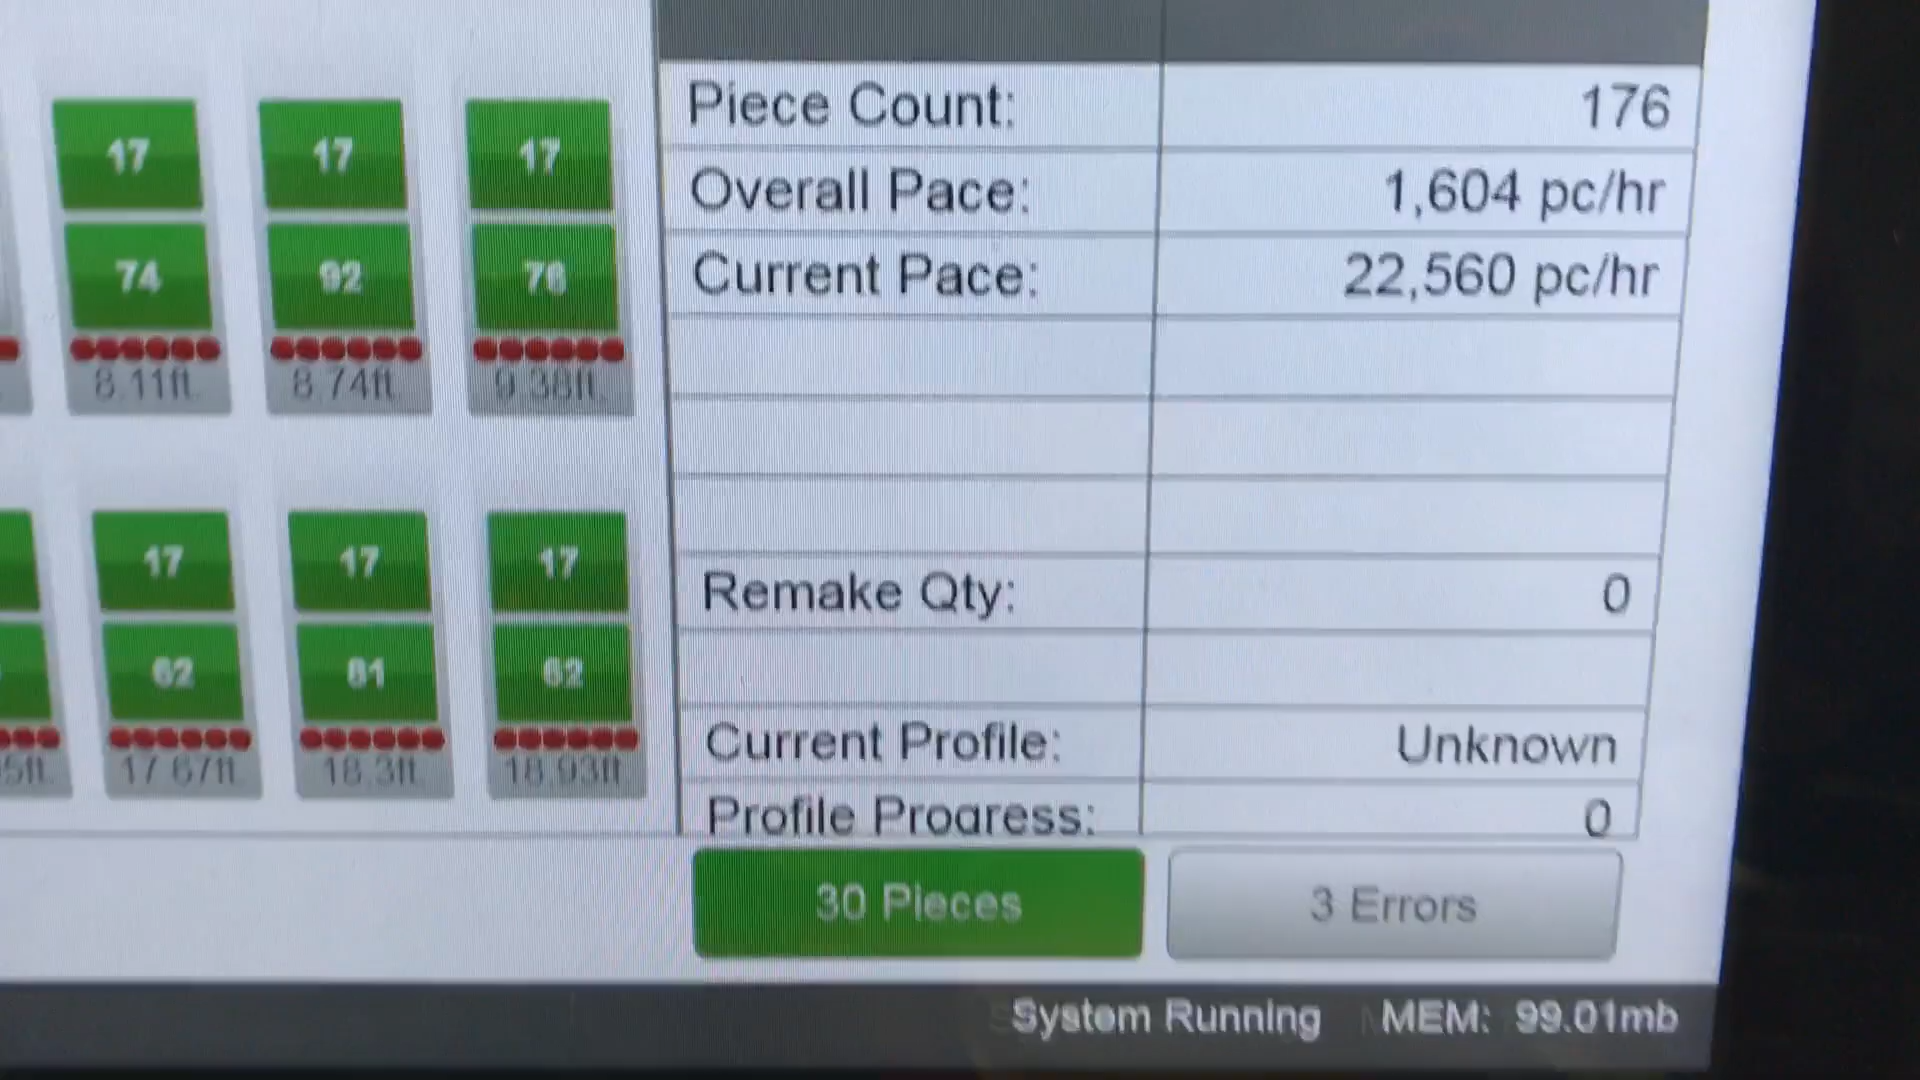 17 17 17
74 92 76
8.11ft. 8.74ft. 9.38ft.
17 17 17
62 81 62
5ft. 17.67ft. 18.3ft. 18.93ft.
Piece Count: 176
Overall Pace: 1,604 pc/hr
Current Pace: 22,560 pc/hr
Remake Qty: 0
Current Profile: Unknown
Profile Progress: 0
30 Pieces 3 Errors
System Running MEM: 99.01mb